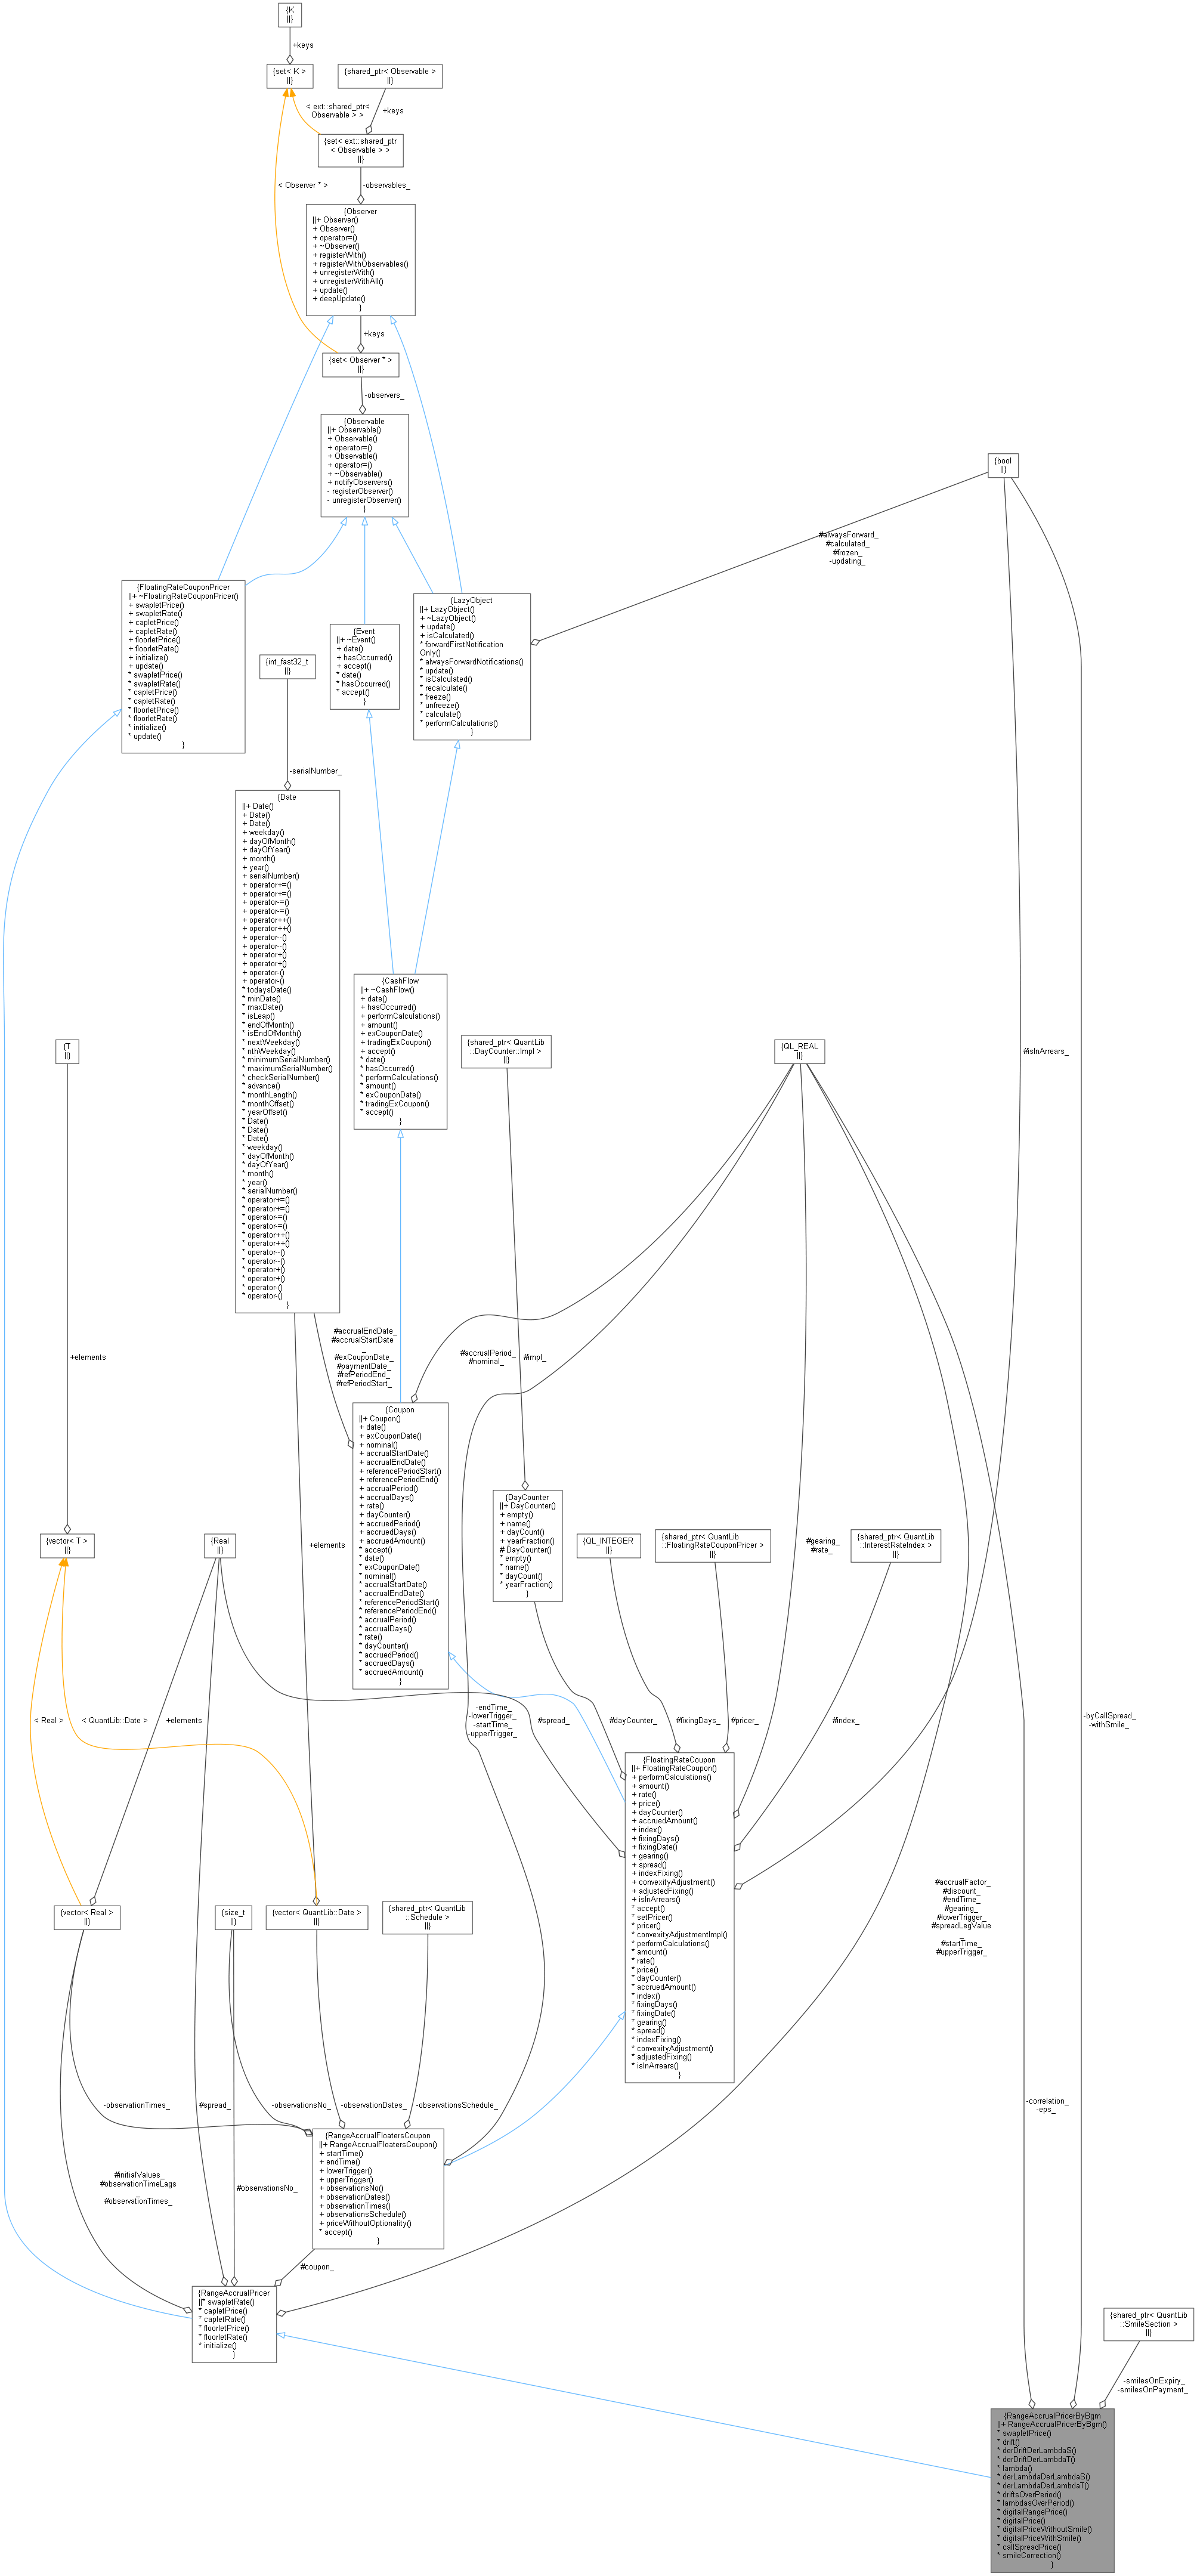 {K
||}
+keys
{set< K >
||}
{shared_ptr< Observable >
||}
< ext::shared_ptr<
Observable > >
+keys
{set< ext::shared_ptr
< Observable > >
||}
< Observer * >
-observables_
{Observer
||+ Observer()
+ Observer()
+ operator=()
+ ~Observer()
+ registerWith()
+ registerWithObservables()
+ unregisterWith()
+ unregisterWithAll()
+ update()
+ deepUpdate()
}
+keys
{set< Observer * >
||}
-observers_
{Observable
||+ Observable()
+ Observable()
+ operator=()
+ Observable()
+ operator=()
+ ~Observable()
+ notifyObservers()
- registerObserver()
- unregisterObserver()
}
{bool
||}
#alwaysForward_
#calculated_
#frozen_
-updating_
{FloatingRateCouponPricer
||+ ~FloatingRateCouponPricer()
+ swapletPrice()
+ swapletRate()
+ capletPrice()
+ capletRate()
+ floorletPrice()
+ floorletRate()
+ initialize()
+ update()
* swapletPrice()
* swapletRate()
* capletPrice()
* capletRate()
* floorletPrice()
* floorletRate()
* initialize()
* update()
}
{LazyObject
||+ LazyObject()
+ ~LazyObject()
+ update()
+ isCalculated()
* forwardFirstNotification
Only()
* alwaysForwardNotifications()
* update()
* isCalculated()
* recalculate()
* freeze()
* unfreeze()
* calculate()
* performCalculations()
}
{Event
||+ ~Event()
+ date()
+ hasOccurred()
+ accept()
* date()
* hasOccurred()
* accept()
}
{int_fast32_t
||}
-serialNumber_
{Date
||+ Date()
+ Date()
+ Date()
+ weekday()
+ dayOfMonth()
+ dayOfYear()
+ month()
+ year()
+ serialNumber()
+ operator+=()
+ operator+=()
+ operator-=()
+ operator-=()
+ operator++()
+ operator++()
+ operator--()
+ operator--()
+ operator+()
+ operator+()
+ operator-()
+ operator-()
* todaysDate()
* minDate()
* maxDate()
* isLeap()
* endOfMonth()
* isEndOfMonth()
* nextWeekday()
* nthWeekday()
* minimumSerialNumber()
* maximumSerialNumber()
* checkSerialNumber()
* advance()
* monthLength()
* monthOffset()
* yearOffset()
* Date()
* Date()
* Date()
* weekday()
* dayOfMonth()
* dayOfYear()
* month()
* year()
* serialNumber()
* operator+=()
* operator+=()
* operator-=()
* operator-=()
* operator++()
* operator++()
* operator--()
* operator--()
* operator+()
* operator+()
* operator-()
* operator-()
}
{CashFlow
||+ ~CashFlow()
+ date()
+ hasOccurred()
+ performCalculations()
+ amount()
+ exCouponDate()
+ tradingExCoupon()
+ accept()
* date()
* hasOccurred()
* performCalculations()
* amount()
* exCouponDate()
* tradingExCoupon()
* accept()
}
{T
||}
{shared_ptr< QuantLib
::DayCounter::Impl >
||}
{QL_REAL
||}
#isInArrears_
+elements
#accrualEndDate_
#accrualStartDate
_
#exCouponDate_
#paymentDate_
#refPeriodEnd_
#refPeriodStart_
#accrualPeriod_
#nominal_
#impl_
{Coupon
||+ Coupon()
+ date()
+ exCouponDate()
+ nominal()
+ accrualStartDate()
+ accrualEndDate()
+ referencePeriodStart()
+ referencePeriodEnd()
+ accrualPeriod()
+ accrualDays()
+ rate()
+ dayCounter()
+ accruedPeriod()
+ accruedDays()
+ accruedAmount()
* accept()
* date()
* exCouponDate()
* nominal()
* accrualStartDate()
* accrualEndDate()
* referencePeriodStart()
* referencePeriodEnd()
* accrualPeriod()
* accrualDays()
* rate()
* dayCounter()
* accruedPeriod()
* accruedDays()
* accruedAmount()
}
{DayCounter
||+ DayCounter()
+ empty()
+ name()
+ dayCount()
+ yearFraction()
# DayCounter()
* empty()
* name()
* dayCount()
* yearFraction()
}
{vector< T >
||}
{Real
||}
+elements
{QL_INTEGER
||}
{shared_ptr< QuantLib
::FloatingRateCouponPricer >
||}
#gearing_
#rate_
{shared_ptr< QuantLib
::InterestRateIndex >
||}
< Real >
< QuantLib::Date >
+elements
-endTime_
-lowerTrigger_
-startTime_
-upperTrigger_
#spread_
#dayCounter_
#fixingDays_
#pricer_
#index_
-byCallSpread_
-withSmile_
{FloatingRateCoupon
||+ FloatingRateCoupon()
+ performCalculations()
+ amount()
+ rate()
+ price()
+ dayCounter()
+ accruedAmount()
+ index()
+ fixingDays()
+ fixingDate()
+ gearing()
+ spread()
+ indexFixing()
+ convexityAdjustment()
+ adjustedFixing()
+ isInArrears()
* accept()
* setPricer()
* pricer()
* convexityAdjustmentImpl()
* performCalculations()
* amount()
* rate()
* price()
* dayCounter()
* accruedAmount()
* index()
* fixingDays()
* fixingDate()
* gearing()
* spread()
* indexFixing()
* convexityAdjustment()
* adjustedFixing()
* isInArrears()
}
#accrualFactor_
#discount_
#endTime_
#gearing_
#lowerTrigger_
#spreadLegValue
_
#startTime_
#upperTrigger_
{vector< Real >
||}
{size_t
||}
{vector< QuantLib::Date >
||}
{shared_ptr< QuantLib
::Schedule >
||}
-observationTimes_
#spread_
-observationsNo_
-observationDates_
-observationsSchedule_
-correlation_
-eps_
{RangeAccrualFloatersCoupon
||+ RangeAccrualFloatersCoupon()
+ startTime()
+ endTime()
+ lowerTrigger()
+ upperTrigger()
+ observationsNo()
+ observationDates()
+ observationTimes()
+ observationsSchedule()
+ priceWithoutOptionality()
* accept()
}
#initialValues_
#observationTimeLags
_
#observationTimes_
#observationsNo_
#coupon_
{RangeAccrualPricer
||* swapletRate()
* capletPrice()
* capletRate()
* floorletPrice()
* floorletRate()
* initialize()
}
{shared_ptr< QuantLib
::SmileSection >
||}
-smilesOnExpiry_
-smilesOnPayment_
{RangeAccrualPricerByBgm
||+ RangeAccrualPricerByBgm()
* swapletPrice()
* drift()
* derDriftDerLambdaS()
* derDriftDerLambdaT()
* lambda()
* derLambdaDerLambdaS()
* derLambdaDerLambdaT()
* driftsOverPeriod()
* lambdasOverPeriod()
* digitalRangePrice()
* digitalPrice()
* digitalPriceWithoutSmile()
* digitalPriceWithSmile()
* callSpreadPrice()
* smileCorrection()
}